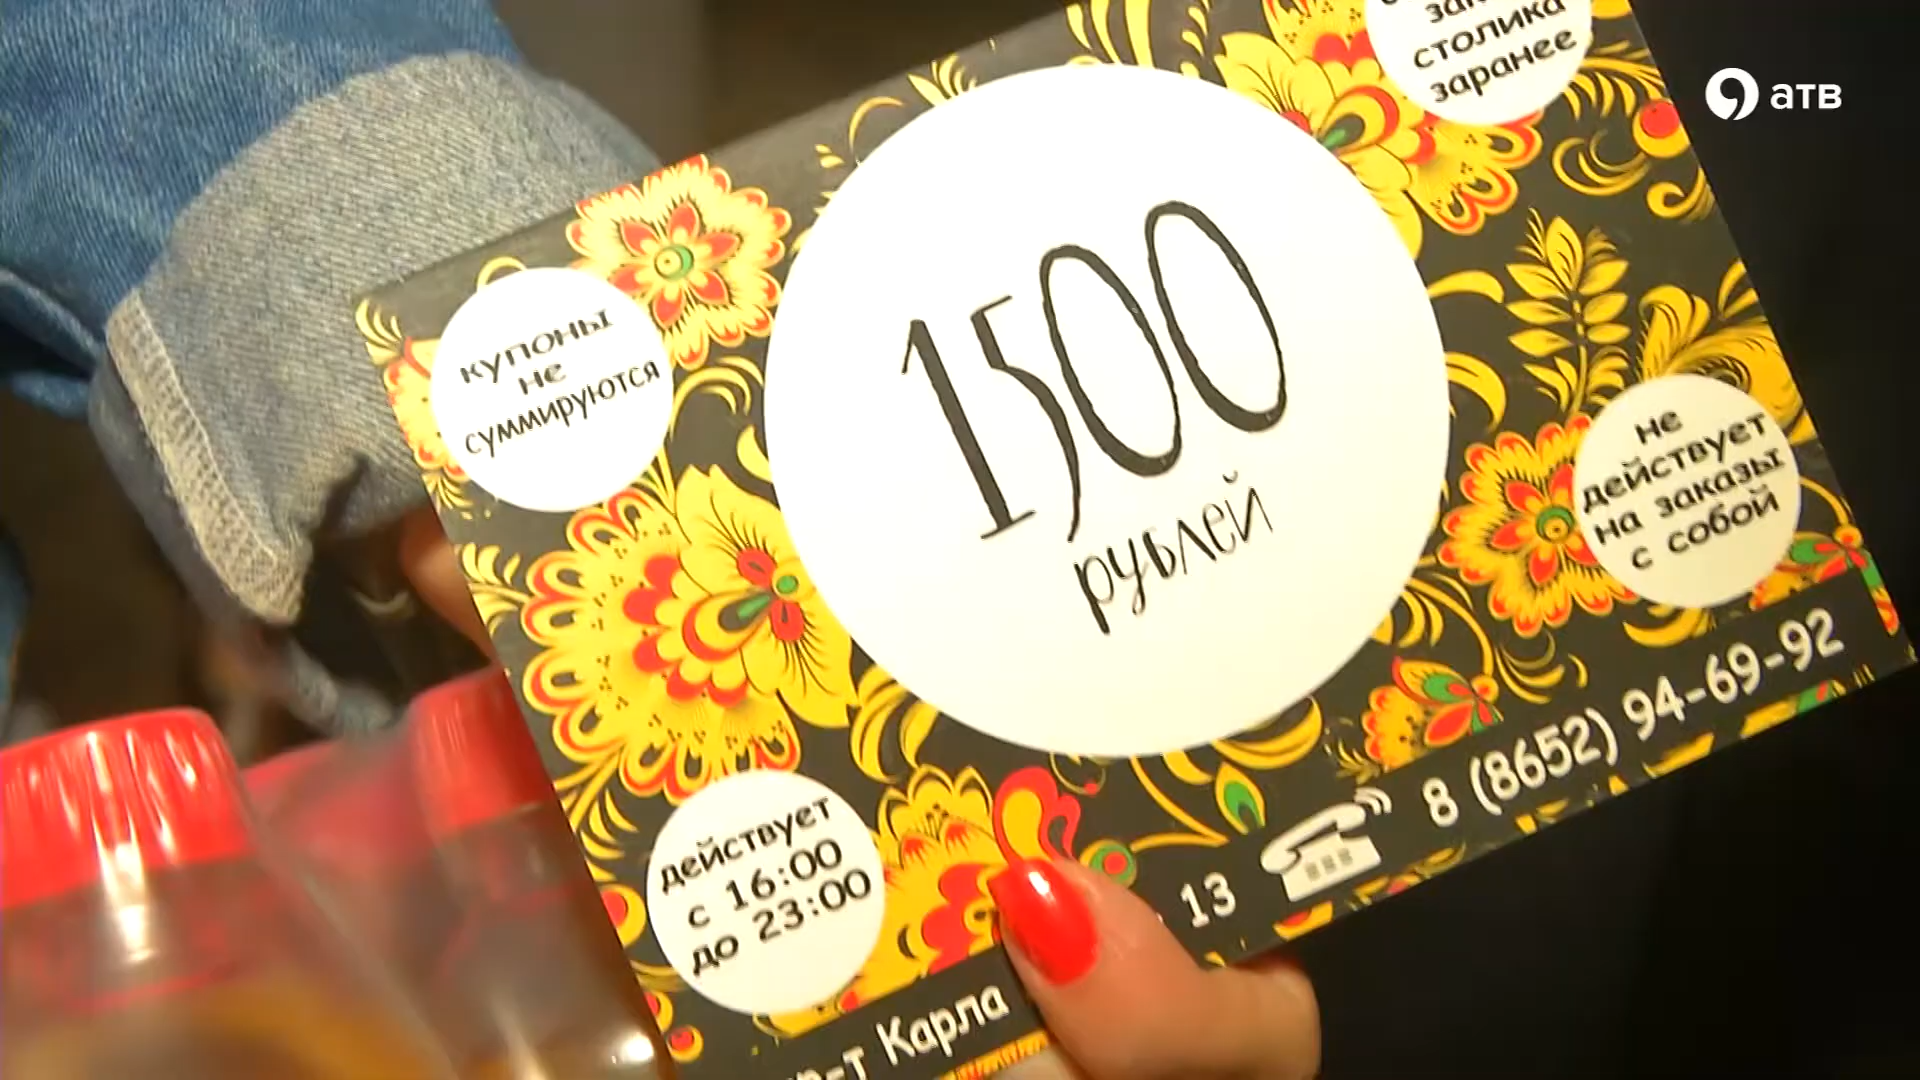 столика
заранее
атв
1500
рублей
купоны
не
суммируются
не
действует
на заказы
с собой
действует
с 16:00
до 23:00
Карла
13
8 (8652) 94-69-92